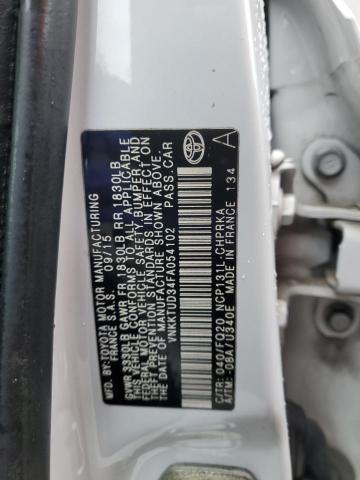 MFD. BY:TOYOTA MOTOR MANUFACTURING
FRANCE S.A.S. 09/15
GVWR 3330LB GAWR FR 1830LB RR 1830LB
THIS VEHICLE CONFORMS TO ALL APPLICABLE
FEDERAL MOTOR VEHICLE SAFETY, BUMPER AND
THEFT PREVENTION STANDARDS IN EFFECT ON
THE DATE OF MANUFACTURE SHOWN ABOVE.
VNKKTUD34FA054102 PASS.CAR
C/TR: 040/FQ20 NCP131L-CHPRKA
A/TM: -08A/U340E MADE IN FRANCE 134
A